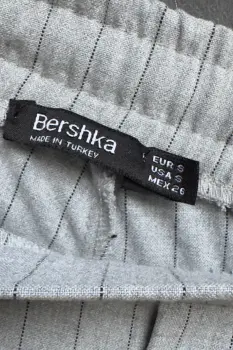 Bershka
MADE IN TURKEY
EUR S
USA S
MEX 26